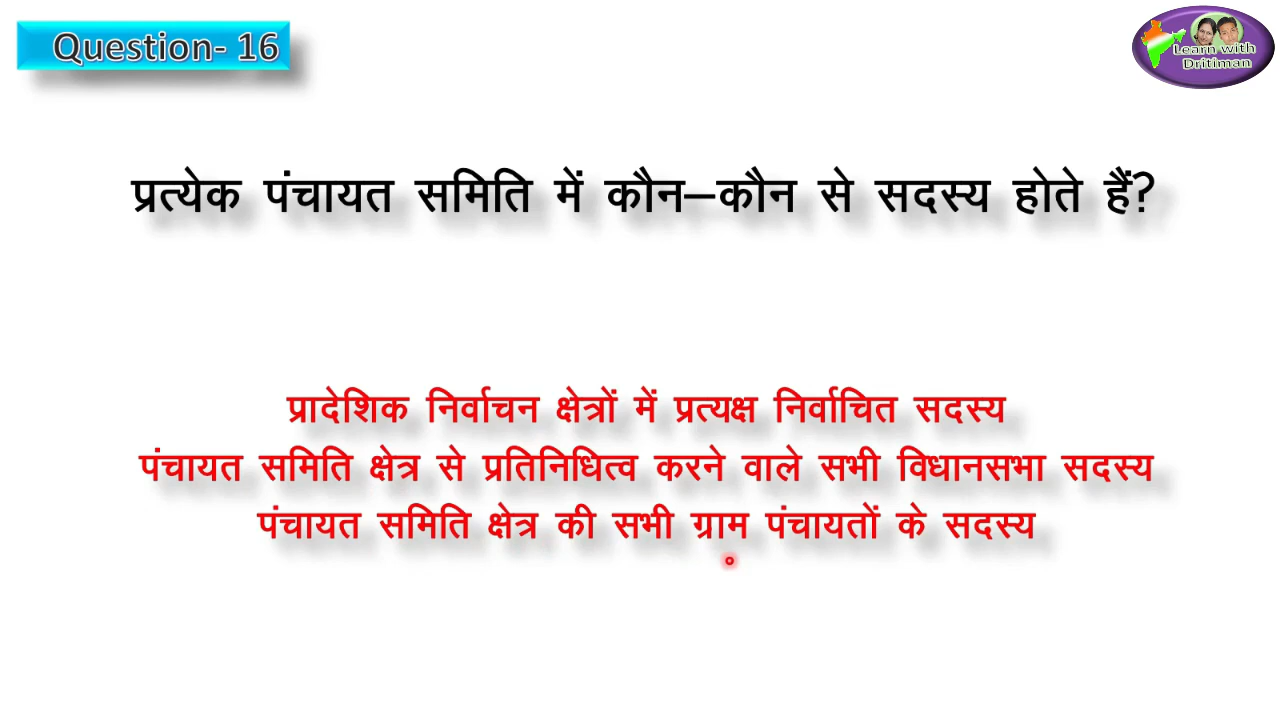 Question- 16
Learn with
Dritiman
प्रत्येक पंचायत समिति में कौन–कौन से सदस्य होते हैं?
प्रादेशिक निर्वाचन क्षेत्रों में प्रत्यक्ष निर्वाचित सदस्य
पंचायत समिति क्षेत्र से प्रतिनिधित्व करने वाले सभी विधानसभा सदस्य
पंचायत समिति क्षेत्र की सभी ग्राम पंचायतों के सदस्य